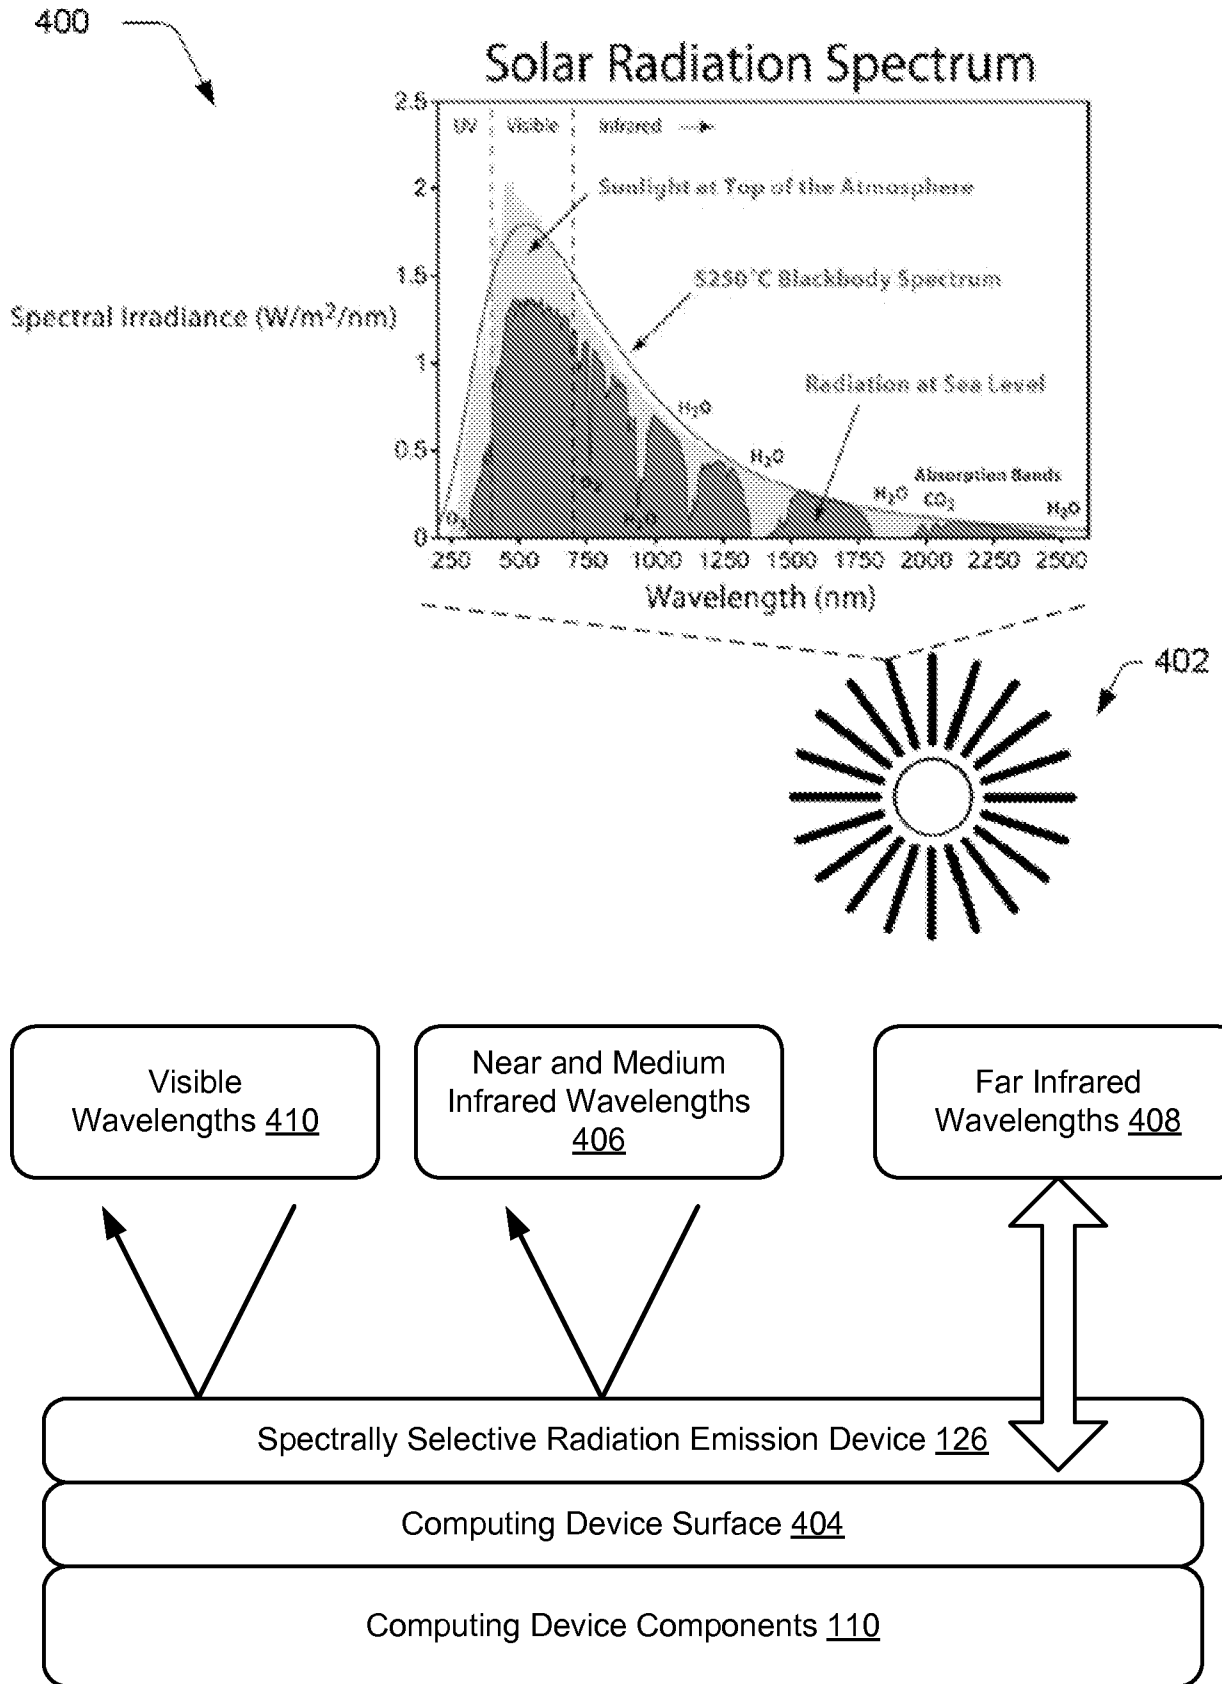 400
Solar Radiation Spectrum
2.5
UV Visible Infrared
2
Sunlight at Top of the Atmosphere
1.5
5250°C Blackbody Spectrum
Spectral Irradiance (W/m²/nm)
1
Radiation at Sea Level
H₂O
0.5
H₂O
Absorption Bands
H₂O CO₂
H₂O
O₃
O₂
H₂O
0
250 500 750 1000 1250 1500 1750 2000 2250 2500
Wavelength (nm)
402
Visible
Wavelengths 410
Near and Medium
Infrared Wavelengths
406
Far Infrared
Wavelengths 408
Spectrally Selective Radiation Emission Device 126
Computing Device Surface 404
Computing Device Components 110